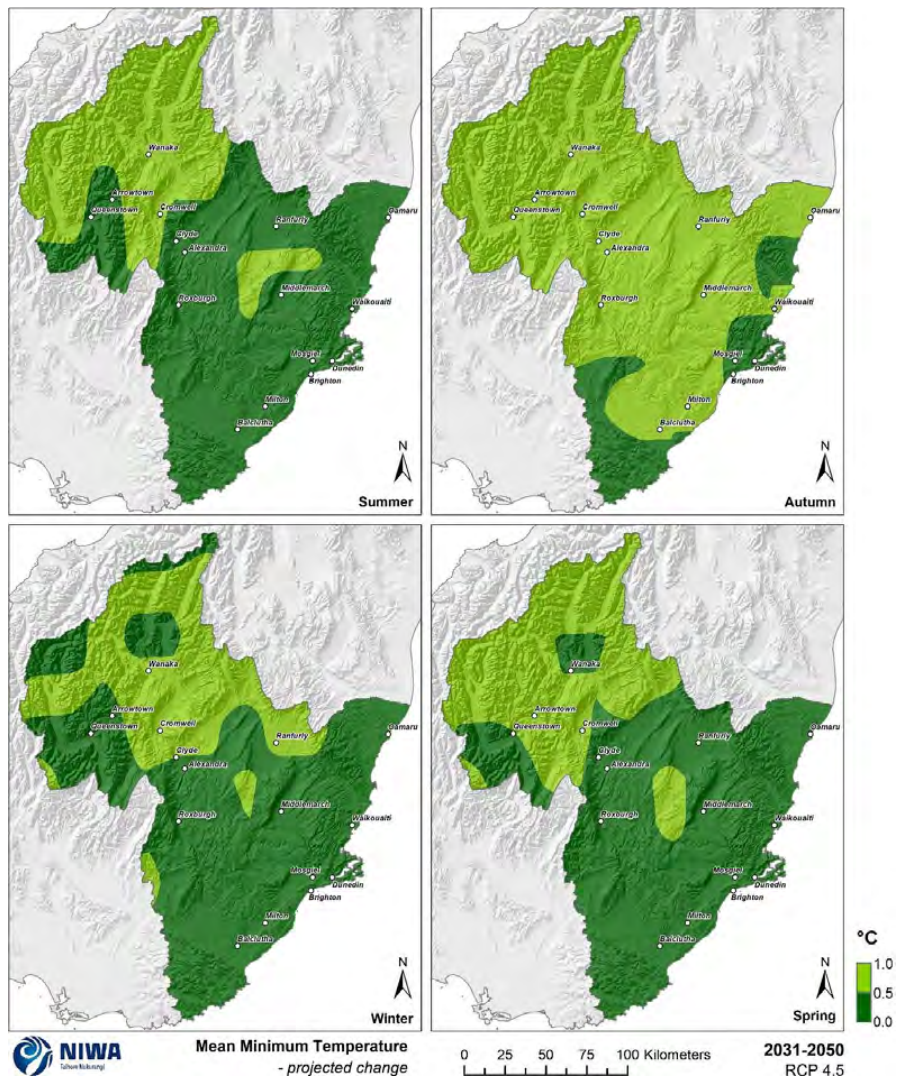 Wanaka
Arrowtown
Queenstown
Cromwell
Oamaru
Ranfurly
Clyde
Alexandra
Middlemarch
Roxburgh
Waikouaiti
Mosgiel
Dunedin
Brighton
Milton
Balclutha
N
Summer
Wanaka
Arrowtown
Queenstown
Cromwell
Oamaru
Ranfurly
Clyde
Alexandra
Middlemarch
Roxburgh
Waikouaiti
Mosgiel
Dunedin
Brighton
Milton
Balclutha
N
Autumn
Wanaka
Arrowtown
Queenstown
Cromwell
Oamaru
Ranfurly
Clyde
Alexandra
Middlemarch
Roxburgh
Waikouaiti
Mosgiel
Dunedin
Brighton
Milton
Balclutha
N
Winter
Wanaka
Arrowtown
Queenstown
Cromwell
Oamaru
Ranfurly
Clyde
Alexandra
Middlemarch
Roxburgh
Waikouaiti
Mosgiel
Dunedin
Brighton
Milton
Balclutha
N
Spring
°C
1.0
0.5
0.0
NIWA
Taihoro Nukurangi
Mean Minimum Temperature
- projected change
0 25 50 75 100 Kilometers
2031-2050
RCP 4.5